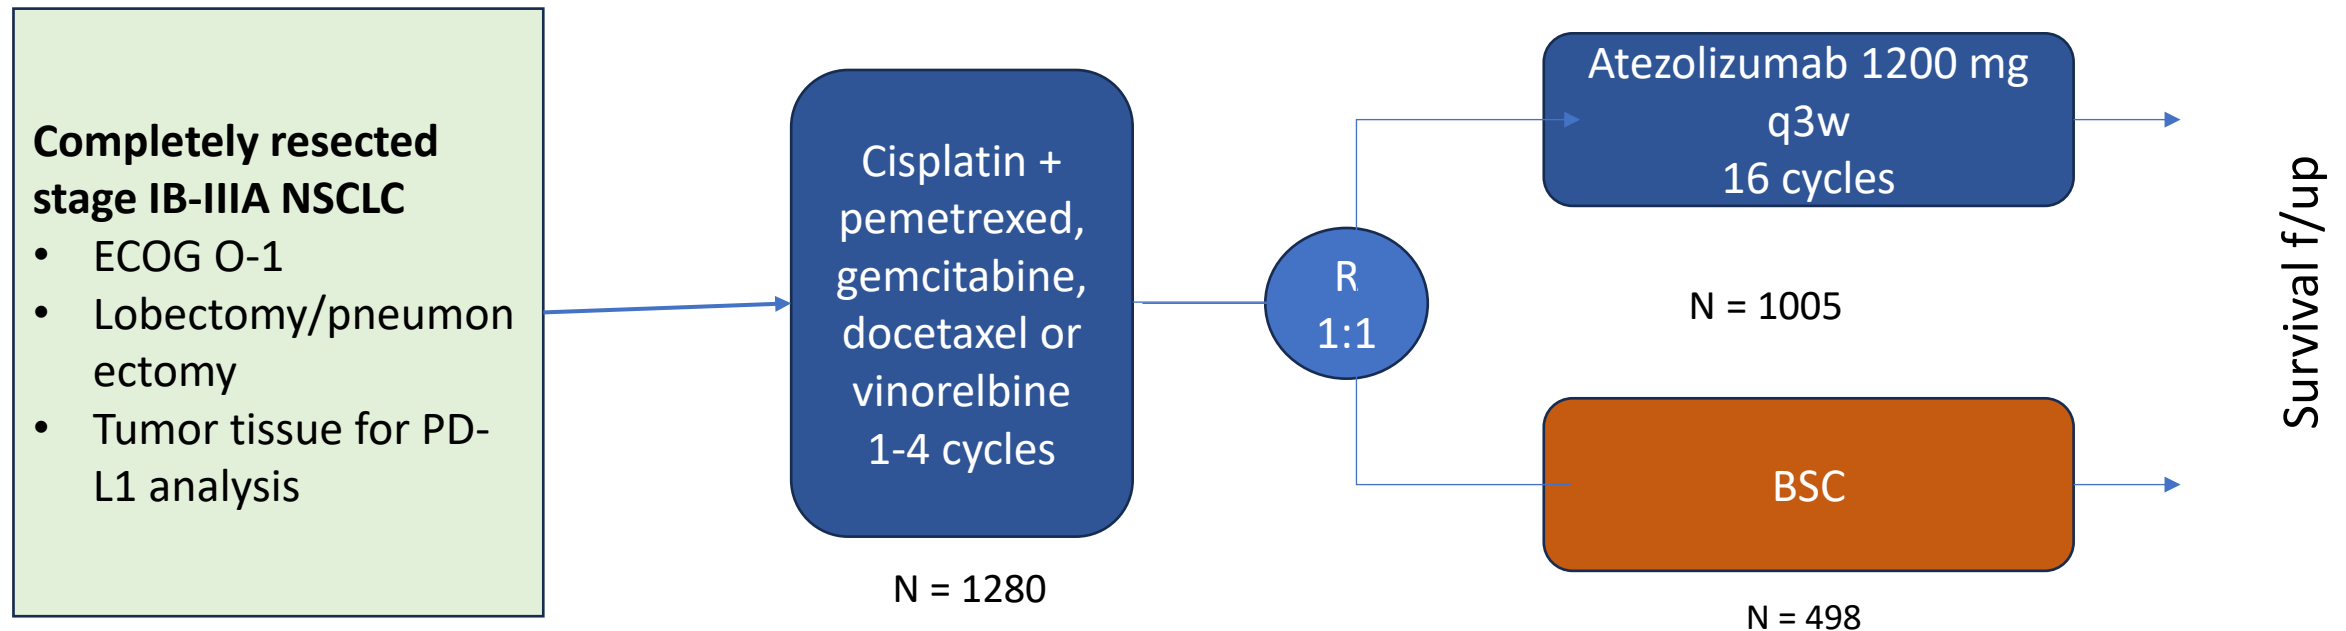 Completely resected
stage IB-IIIA NSCLC
• ECOG O-1
• Lobectomy/pneumon
ectomy
• Tumor tissue for PD-
L1 analysis
Cisplatin +
pemetrexed,
gemcitabine,
docetaxel or
vinorelbine
1-4 cycles
N = 1280
R
1:1
Atezolizumab 1200 mg
q3w
16 cycles
N = 1005
BSC
N = 498
Survival f/up